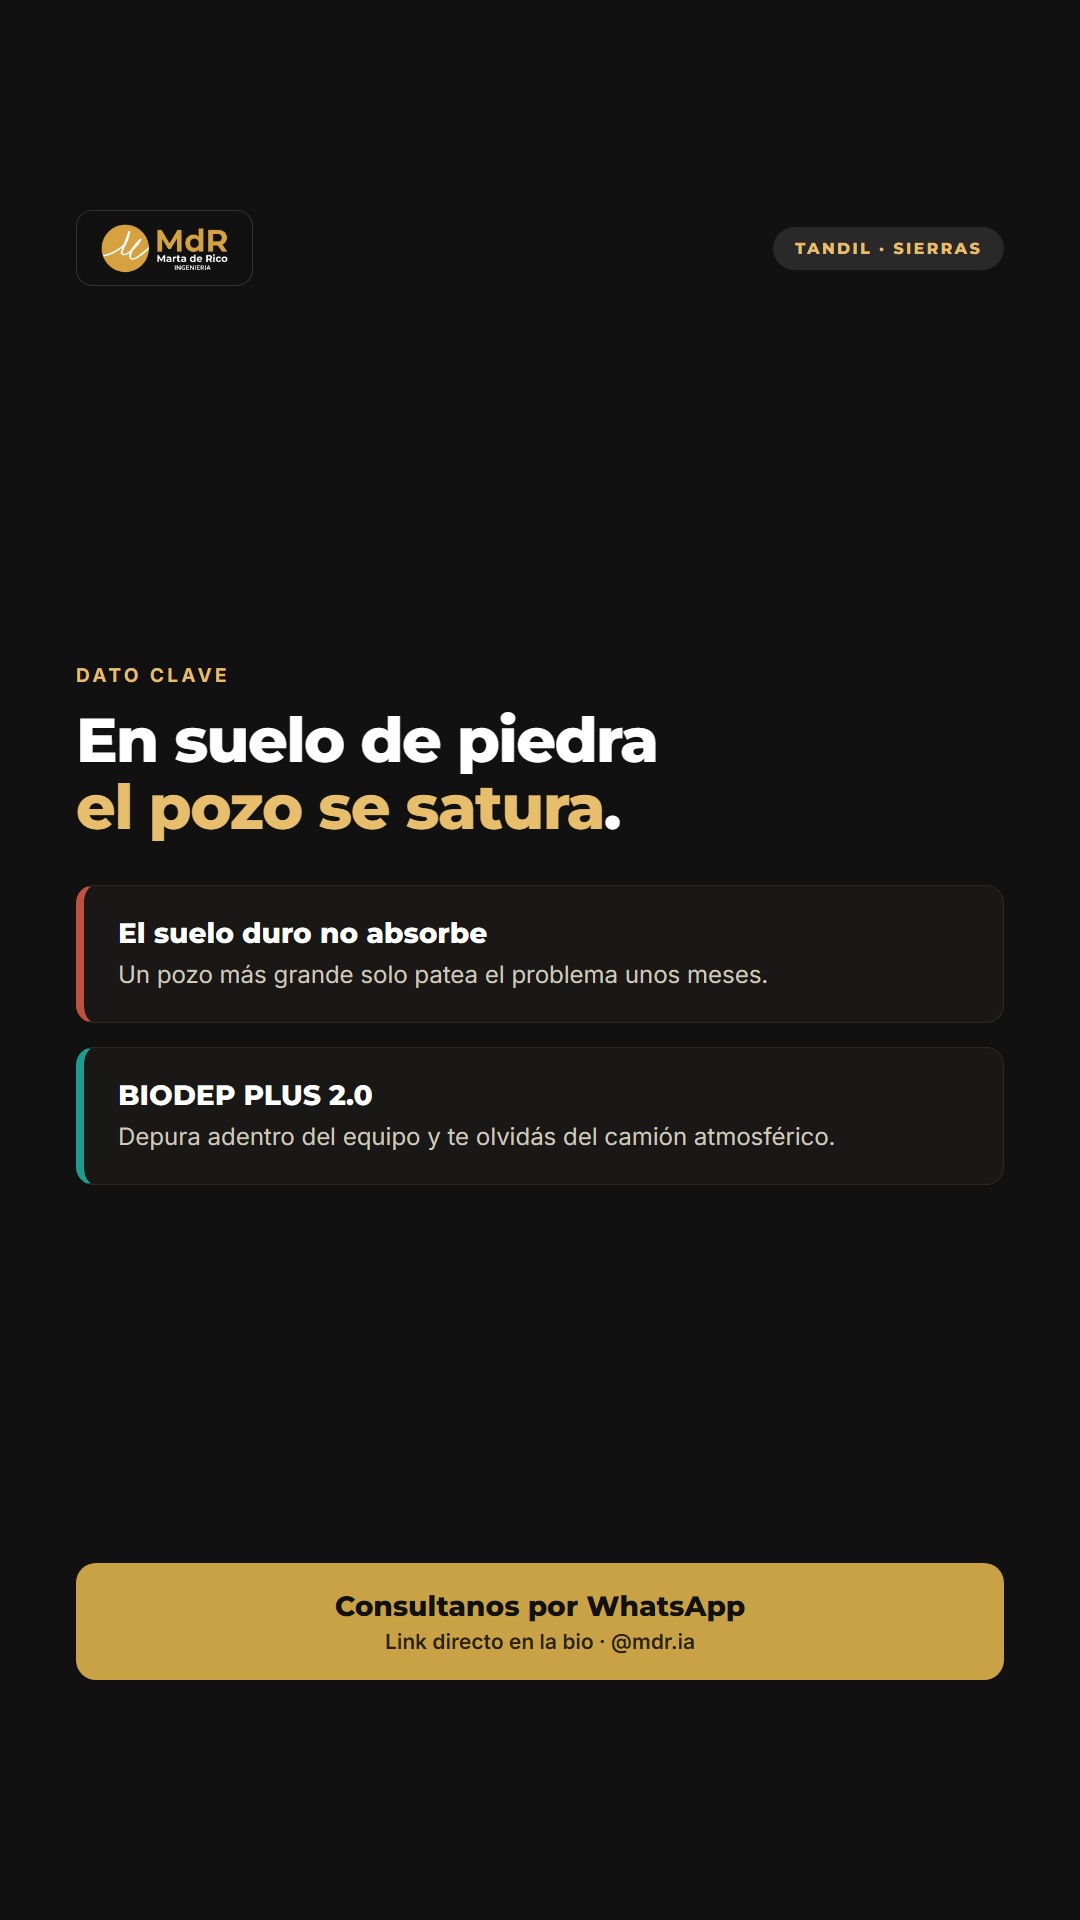 MdR
Marta de Rico
INGENIERIA
TANDIL · SIERRAS
DATO CLAVE
En suelo de piedra
el pozo se satura.
El suelo duro no absorbe
Un pozo más grande solo patea el problema unos meses.
BIODEP PLUS 2.0
Depura adentro del equipo y te olvidás del camión atmosférico.
Consultanos por WhatsApp
Link directo en la bio · @mdr.ia